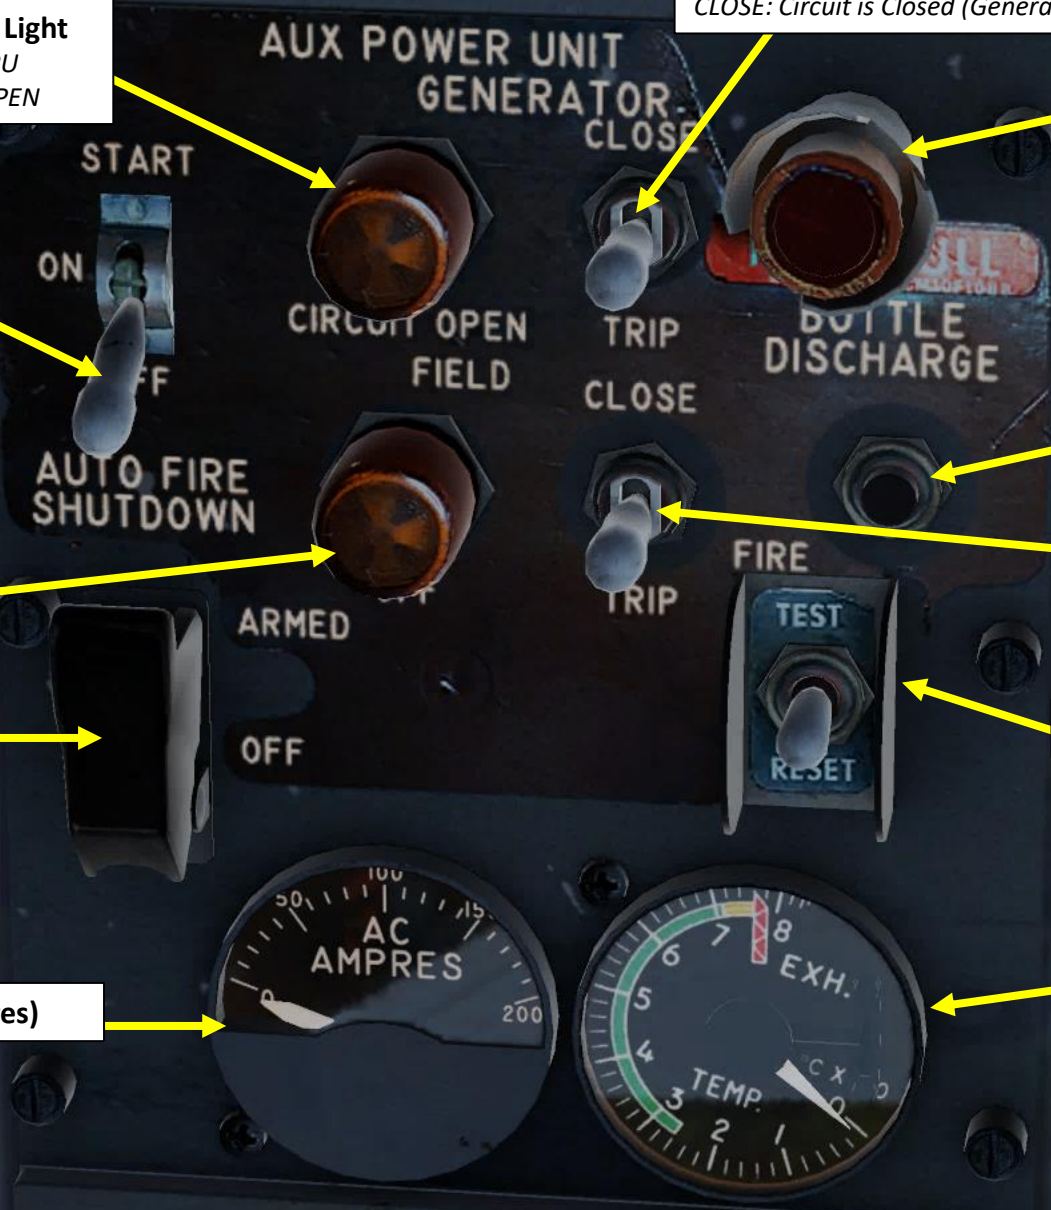 Light
PEN
CLOSE: Circuit is Closed (Genera
AUX POWER UNIT
GENERATOR
CLOSE
START
ON
CIRCUIT OPEN
TRIP
BOTTLE
DISCHARGE
FIELD
CLOSE
AUTO FIRE
SHUTDOWN
TRIP
FIRE
TEST
RESET
ARMED
OFF
0 50 100 15 200
AC
AMPRES
es)
0 1 2 3 4 5 6 7 8
EXH.
TEMP.
°C X